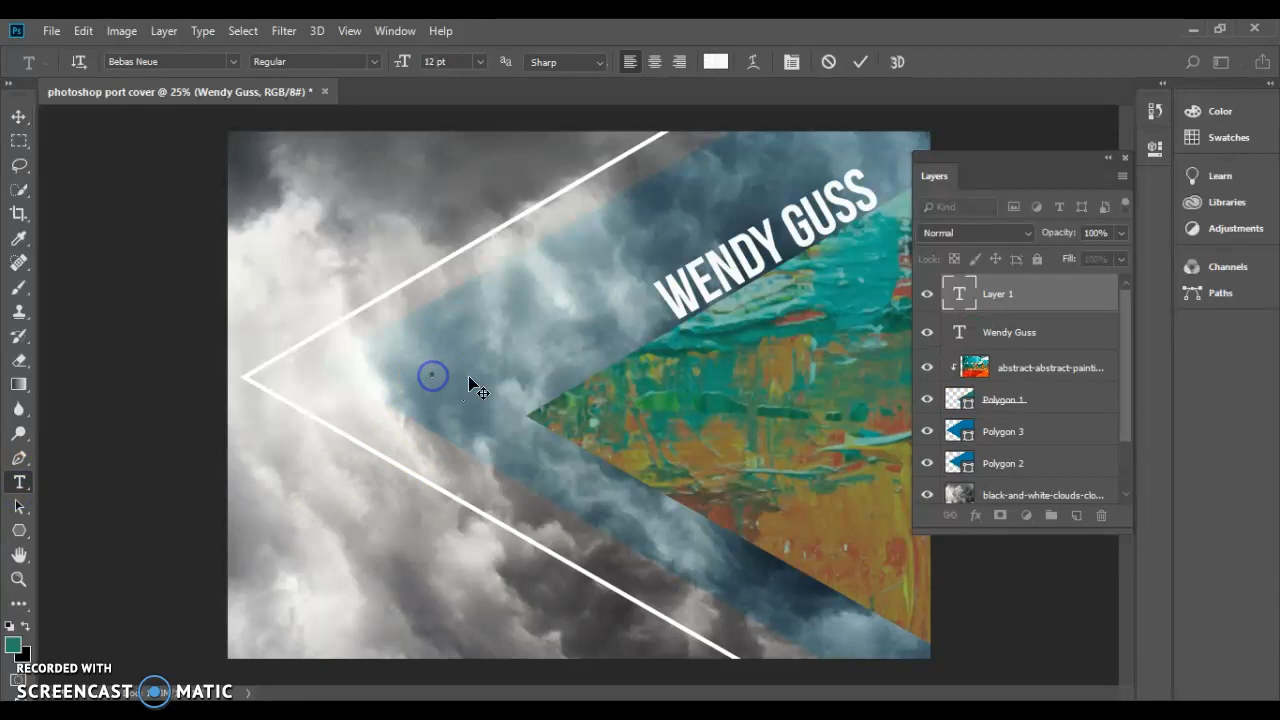 Ps File Edit Image Layer Type Select Filter 3D View Window Help
T Bebas Neue Regular 12 pt Sharp 3D
photoshop port cover @ 25% (Wendy Guss, RGB/8#) *
WENDY GUSS
Layers
Kind
Normal Opacity: 100%
Lock: Fill: 100%
Layer 1
Wendy Guss
abstract-abstract-painti...
Polygon 1
Polygon 3
Polygon 2
black-and-white-clouds-clo...
fx
Color
Swatches
Learn
Libraries
Adjustments
Channels
Paths
RECORDED WITH
SCREENCAST MATIC